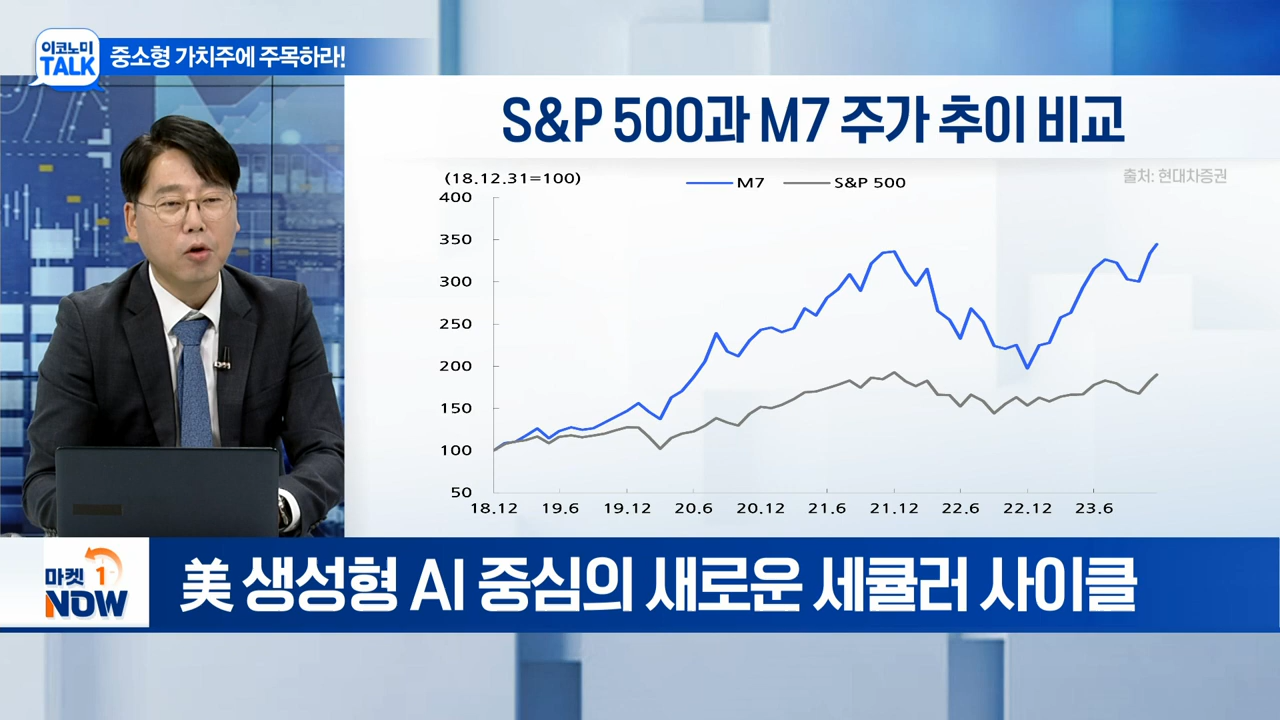 이코노미
TALK
중소형 가치주에 주목하라!
S&P 500과 M7 주가 추이 비교
(18.12.31=100)
M7
S&P 500
출처: 현대차증권
400
350
300
250
200
150
100
50
18.12
19.6
19.12
20.6
20.12
21.6
21.12
22.6
22.12
23.6
마켓 1
NOW
美 생성형 AI 중심의 새로운 세큘러 사이클